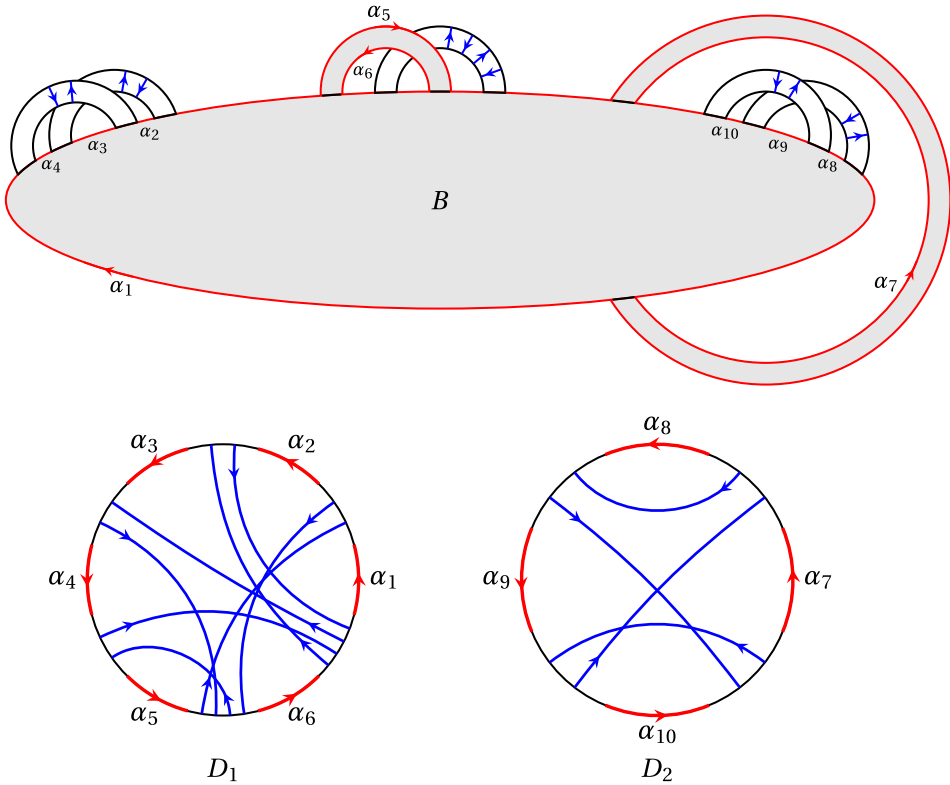 α₅
α₆
α₄ α₃ α₂
α₁₀ α₉ α₈
B
α₁
α₇
α₃ α₂
α₄ α₁
α₅ α₆
D₁
α₈
α₉ α₇
α₁₀
D₂